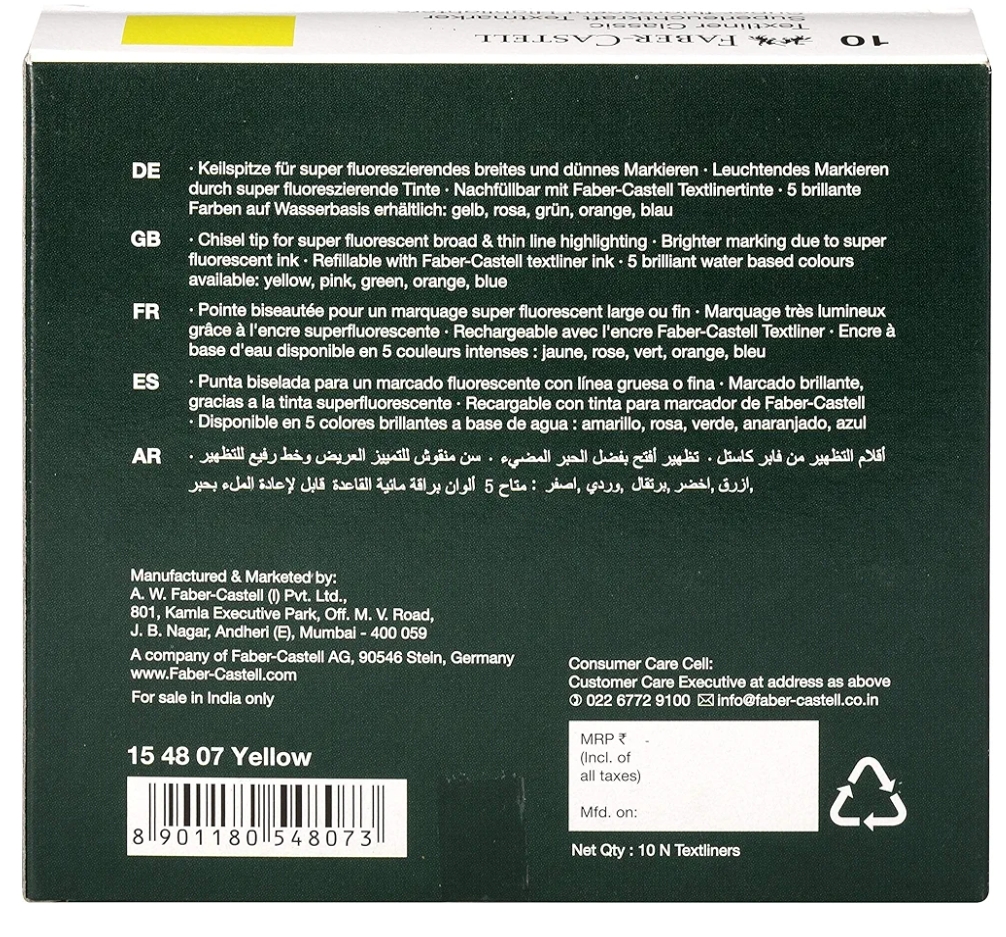 10 FABER-CASTELL
Textliner Classic
Superleuchtkraft Textmarker
DE · Keilspitze für super fluoreszierendes breites und dünnes Markieren · Leuchtendes Markieren
durch super fluoreszierende Tinte · Nachfüllbar mit Faber-Castell Textlinertinte · 5 brillante
Farben auf Wasserbasis erhältlich: gelb, rosa, grün, orange, blau
GB · Chisel tip for super fluorescent broad & thin line highlighting · Brighter marking due to super
fluorescent ink · Refillable with Faber-Castell textliner ink · 5 brilliant water based colours
available: yellow, pink, green, orange, blue
FR · Pointe biseautée pour un marquage super fluorescent large ou fin · Marquage très lumineux
grâce à l'encre superfluorescente · Rechargeable avec l'encre Faber-Castell Textliner · Encre à
base d'eau disponible en 5 couleurs intenses : jaune, rose, vert, orange, bleu
ES · Punta biselada para un marcado fluorescente con línea gruesa o fina · Marcado brillante,
gracias a la tinta superfluorescente · Recargable con tinta para marcador de Faber-Castell
· Disponible en 5 colores brillantes a base de agua : amarillo, rosa, verde, anaranjado, azul
AR أقلام التظهير من فابر كاستل · تظهير أفتح بفضل الحبر المضيء · سن منقوش للتمييز العريض وخط رفيع للتظهير ·
,ازرق ,اخضر ,برتقال ,وردي ,اصفر : متاح 5 ألوان براقة مائية القاعدة قابل لإعادة الملء بحبر
Manufactured & Marketed by:
A. W. Faber-Castell (I) Pvt. Ltd.,
801, Kamla Executive Park, Off. M. V. Road,
J. B. Nagar, Andheri (E), Mumbai - 400 059
A company of Faber-Castell AG, 90546 Stein, Germany
www.Faber-Castell.com
For sale in India only
Consumer Care Cell:
Customer Care Executive at address as above
022 6772 9100 info@faber-castell.co.in
15 48 07 Yellow
8 901180 548073
MRP ₹ -
(Incl. of
all taxes)
Mfd. on:
Net Qty : 10 N Textliners